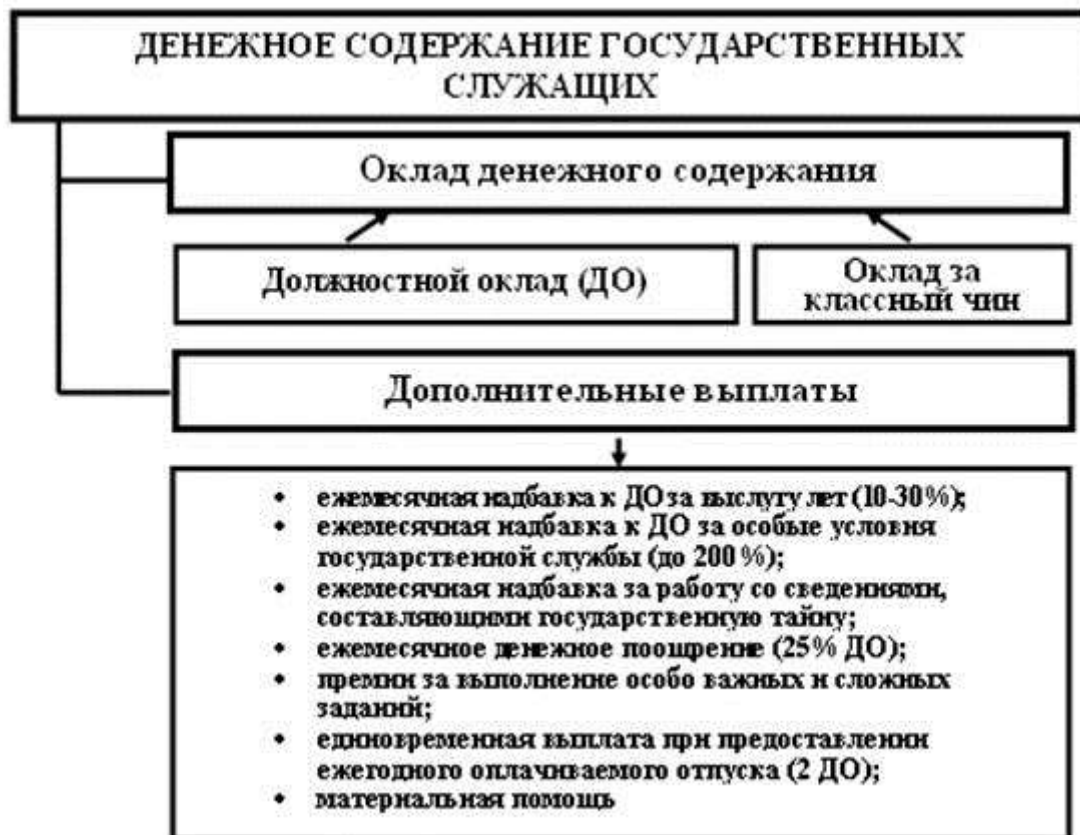 ДЕНЕЖНОЕ СОДЕРЖАНИЕ ГОСУДАРСТВЕННЫХ
СЛУЖАЩИХ
Оклад денежного содержания
Должностной оклад (ДО)
Оклад за
классный чин
Дополнительные выплаты
• ежемесячная надбавка к ДО за выслугу лет (10-30%);
• ежемесячная надбавка к ДО за особые условия
государственной службы (до 200 %);
• ежемесячная надбавка за работу со сведениями,
составляющими государственную тайну;
• ежемесячное денежное поощрение (25% ДО);
• премии за выполнение особо важных и сложных
заданий;
• единовременная выплата при предоставлении
ежегодного оплачиваемого отпуска (2 ДО);
• материальная помощь